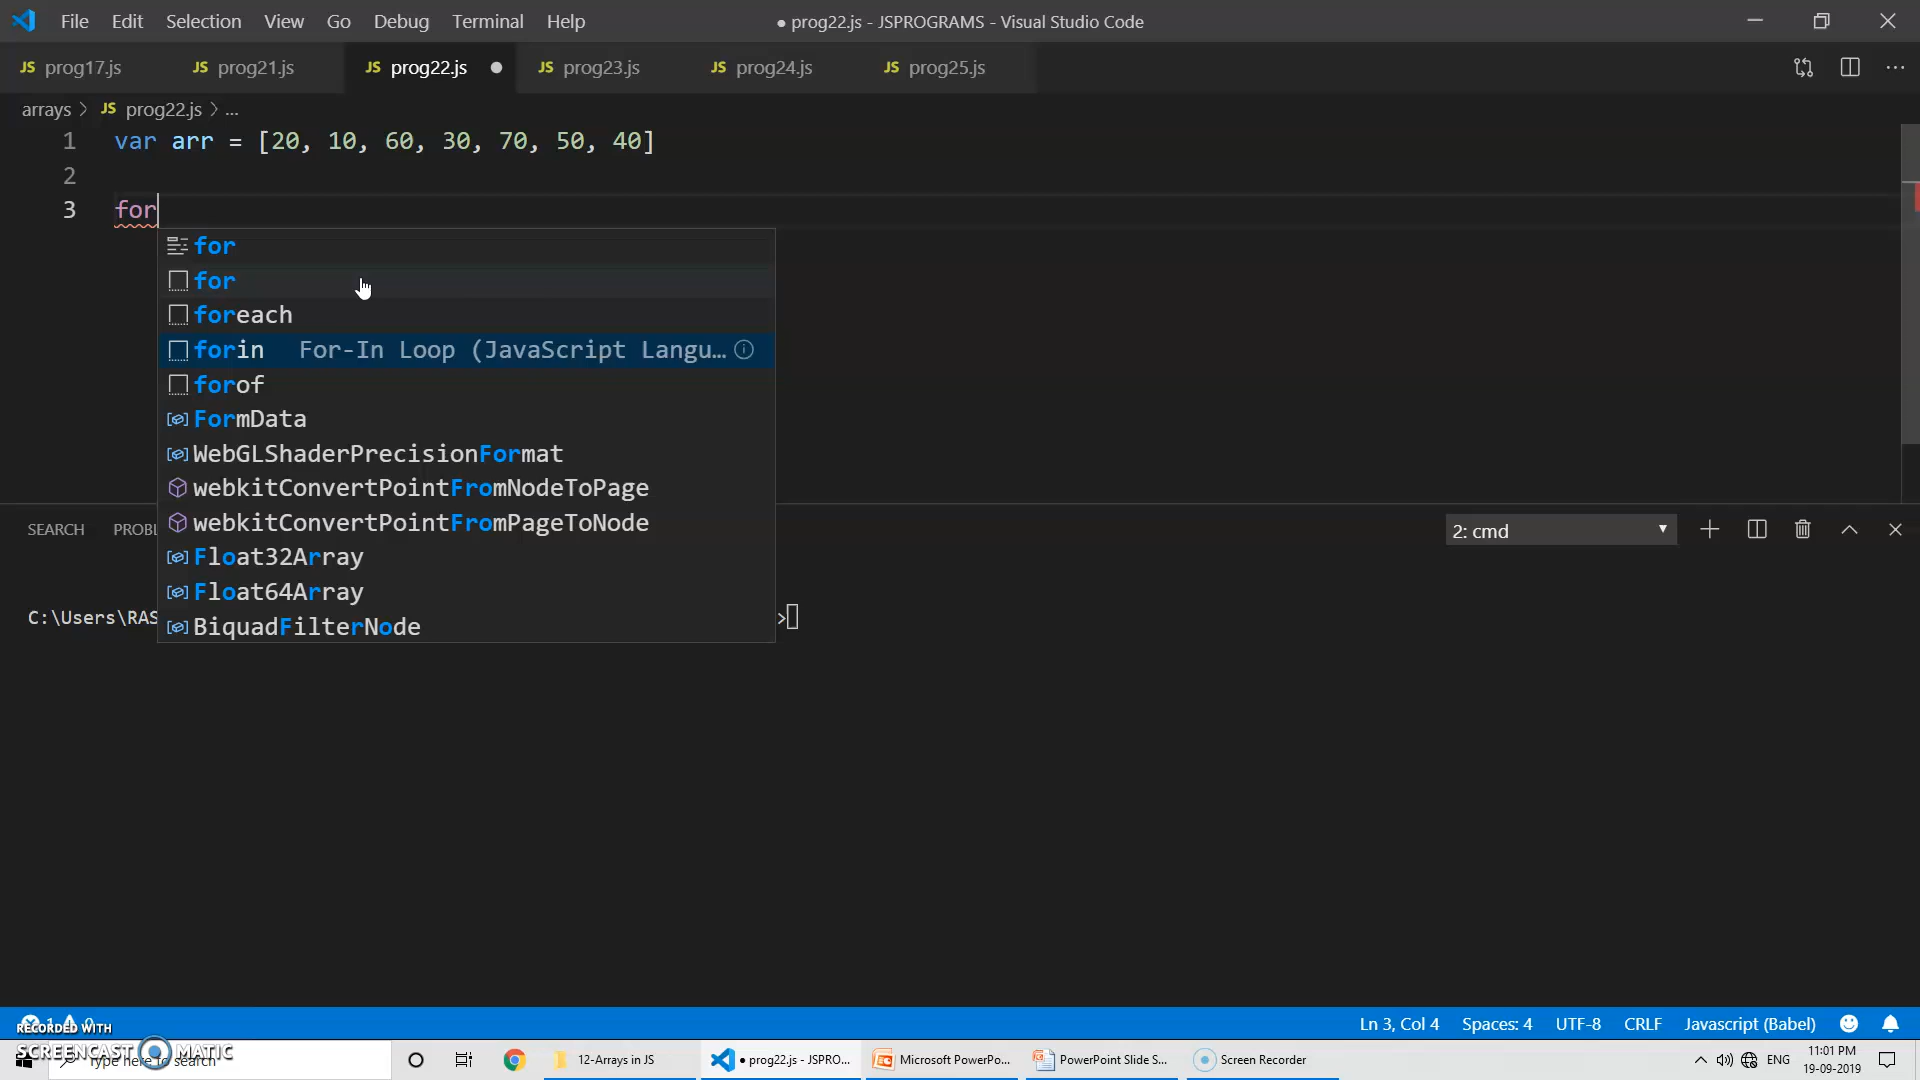 File Edit Selection View Go Debug Terminal Help ● prog22.js - JSPROGRAMS - Visual Studio Code
JS prog17.js JS prog21.js JS prog22.js JS prog23.js JS prog24.js JS prog25.js
arrays > JS prog22.js > ...
1 var arr = [20, 10, 60, 30, 70, 50, 40]
2
3 for
for
for
foreach
forin For-In Loop (JavaScript Langu...
forof
FormData
WebGLShaderPrecisionFormat
webkitConvertPointFromNodeToPage
webkitConvertPointFromPageToNode
Float32Array
Float64Array
BiquadFilterNode
SEARCH PROBL 2: cmd
C:\Users\RAS >
Ln 3, Col 4 Spaces: 4 UTF-8 CRLF Javascript (Babel)
RECORDED WITH
SCREENCAST MATIC
Type here to search 12-Arrays in JS ● prog22.js - JSPRO... Microsoft PowerPo... PowerPoint Slide S... Screen Recorder ENG 11:01 PM
19-09-2019